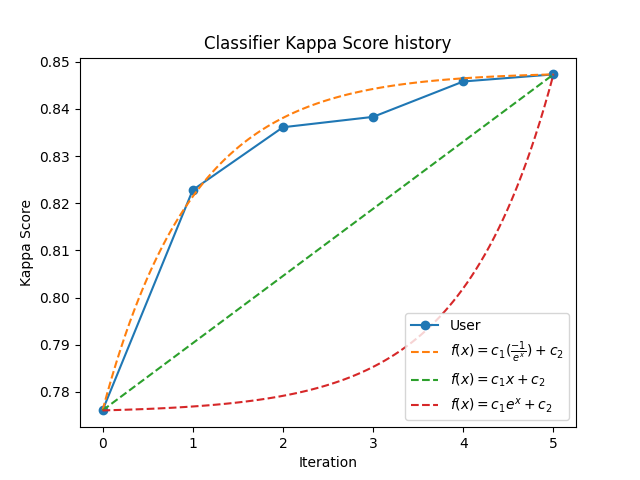 Classifier Kappa Score history
Kappa Score
0.85
0.84
0.83
0.82
0.81
0.80
0.79
0.78
0 1 2 3 4 5
Iteration
User
f(x) = c₁(−1/eˣ) + c₂
f(x) = c₁x + c₂
f(x) = c₁eˣ + c₂